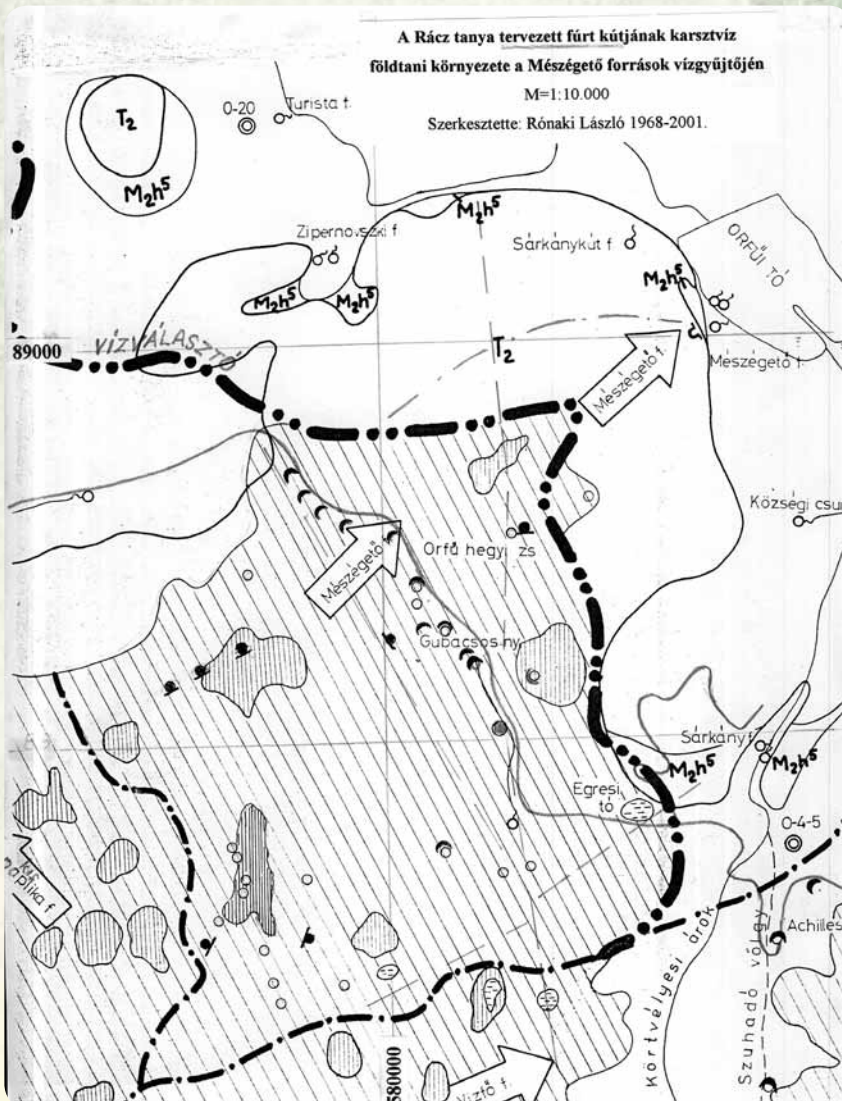 A Rácz tanya tervezett fúrt kútjának karsztvíz
földtani környezete a Mészégető források vízgyűjtőjén
M=1:10.000
Szerkesztette: Rónaki László 1968-2001.
T₂
O-20
Turista f.
M₂h⁵
M₂h⁵
Zipernovszki f.
Sárkánykút f.
ORFŰI TÓ
M₂h⁵
M₂h⁵
M₂h⁵
89000
VÍZVÁLASZTÓ
T₂
Mészégető f.
Mészégető f.
Községi csur
Mészégető f.
Orfű hegyi zs
Gubacsos ny.
Sárkány f.
M₂h⁵
M₂h⁵
Egresi
tó
O-4-5
Achilles
Körtvélyesi árok
Szuhadó völgy
580000
Vízfő f.